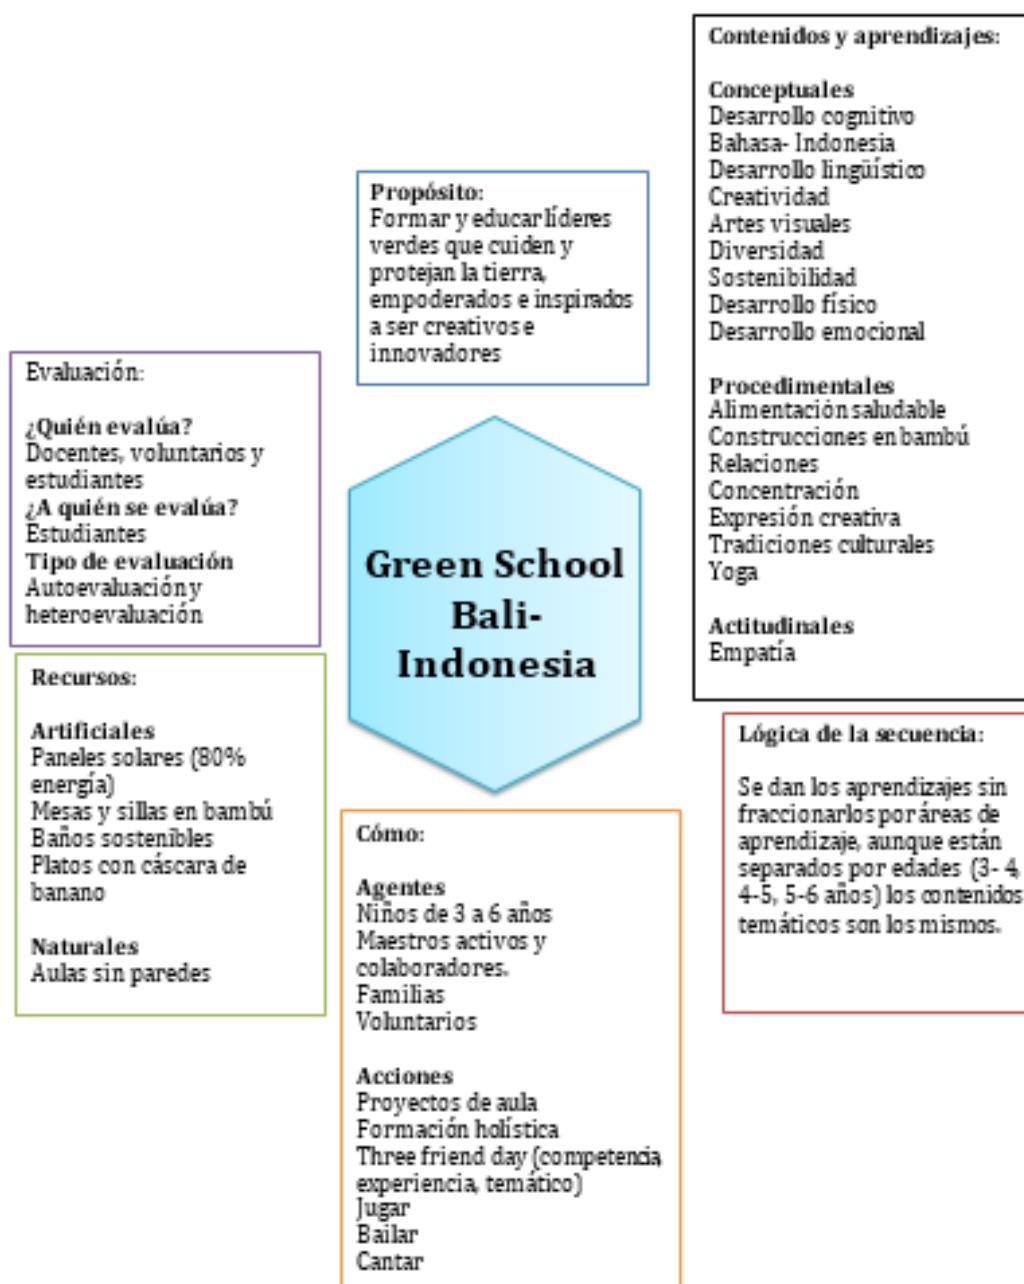 Contenidos y aprendizajes:
Conceptuales
Desarrollo cognitivo
Bahasa- Indonesia
Desarrollo lingüístico
Creatividad
Artes visuales
Diversidad
Sostenibilidad
Desarrollo físico
Desarrollo emocional
Procedimentales
Alimentación saludable
Construcciones en bambú
Relaciones
Concentración
Expresión creativa
Tradiciones culturales
Yoga
Actitudinales
Empatía
Propósito:
Formar y educar líderes
verdes que cuiden y
protejan la tierra,
empoderados e inspirados
a ser creativos e
innovadores
Evaluación:
¿Quién evalúa?
Docentes, voluntarios y
estudiantes
¿A quién se evalúa?
Estudiantes
Tipo de evaluación
Autoevaluación y
heteroevaluación
Green School
Bali-
Indonesia
Recursos:
Artificiales
Paneles solares (80%
energía)
Mesas y sillas en bambú
Baños sostenibles
Platos con cáscara de
banano
Naturales
Aulas sin paredes
Lógica de la secuencia:
Se dan los aprendizajes sin
fraccionarlos por áreas de
aprendizaje, aunque están
separados por edades (3- 4,
4-5, 5-6 años) los contenidos
temáticos son los mismos.
Cómo:
Agentes
Niños de 3 a 6 años
Maestros activos y
colaboradores.
Familias
Voluntarios
Acciones
Proyectos de aula
Formación holística
Three friend day (competencia,
experiencia, temático)
Jugar
Bailar
Cantar